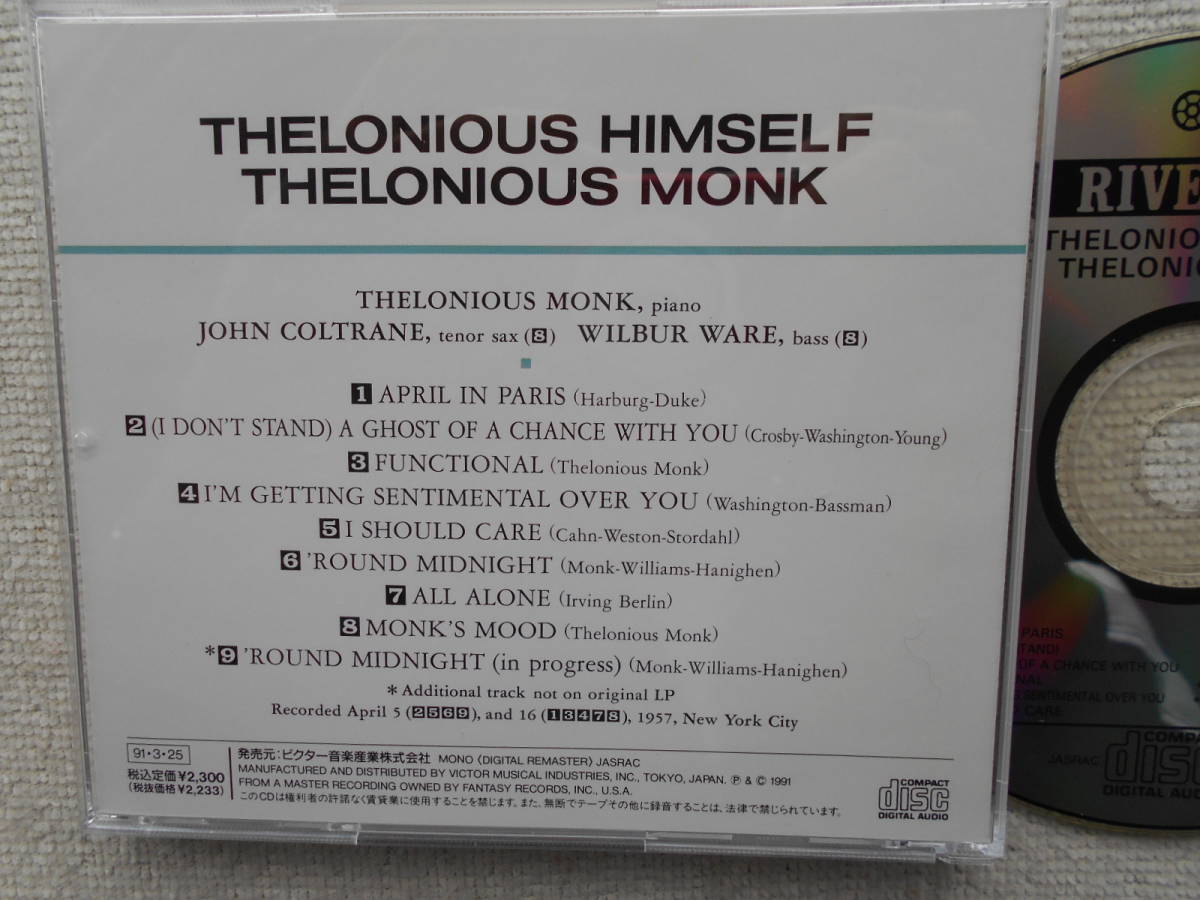 THELONIOUS HIMSELF
THELONIOUS MONK
THELONIOUS MONK, piano
JOHN COLTRANE, tenor sax (8) WILBUR WARE, bass (8)
1 APRIL IN PARIS (Harburg-Duke)
2 (I DON'T STAND) A GHOST OF A CHANCE WITH YOU (Crosby-Washington-Young)
3 FUNCTIONAL (Thelonious Monk)
4 I'M GETTING SENTIMENTAL OVER YOU (Washington-Bassman)
5 I SHOULD CARE (Cahn-Weston-Stordahl)
6 'ROUND MIDNIGHT (Monk-Williams-Hanighen)
7 ALL ALONE (Irving Berlin)
8 MONK'S MOOD (Thelonious Monk)
*9 'ROUND MIDNIGHT (in progress) (Monk-Williams-Hanighen)
* Additional track not on original LP
Recorded April 5 (2569), and 16 (13478), 1957, New York City
91·3·25
税込定価¥2,300
(税抜価格¥2,233)
発売元:ビクター音楽産業株式会社 MONO (DIGITAL REMASTER) JASRAC
MANUFACTURED AND DISTRIBUTED BY VICTOR MUSICAL INDUSTRIES, INC., TOKYO, JAPAN. Ⓟ & © 1991
FROM A MASTER RECORDING OWNED BY FANTASY RECORDS, INC., U.S.A.
このCDは権利者の許諾なく賃貸業に使用することを禁じます。また、無断でテープその他に録音することは、法律で禁じられています。
COMPACT
disc
DIGITAL AUDIO
RIVE
THELONIO
THELONIO
PARIS
TAND)
OF A CHANCE WITH YOU
NAL
SENTIMENTAL OVER YOU
CARE
JASRAC
COMPACT
disc
DIGITAL AU